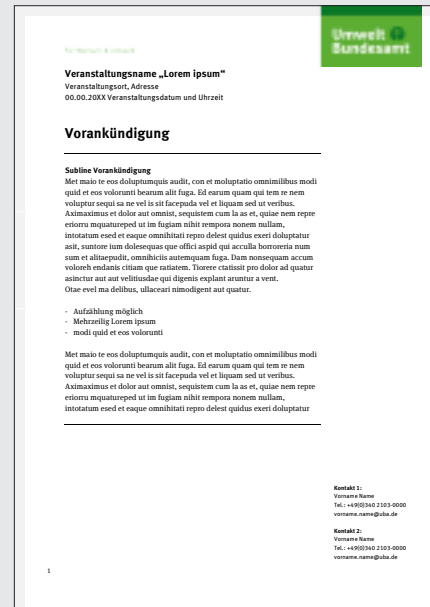 Für Mensch & Umwelt
Umwelt
Bundesamt
Veranstaltungsname „Lorem ipsum“
Veranstaltungsort, Adresse
00.00.20XX Veranstaltungsdatum und Uhrzeit
Vorankündigung
Subline Vorankündigung
Met maio te eos doluptumquis audit, con et moluptatio omnimilibus modi
quid et eos volorunti bearum alit fuga. Ed earum quam qui tem re nem
voluptur sequi sa ne vel is sit facepuda vel et liquam sed ut veribus.
Aximaximus et dolor aut omnist, sequistem cum la as et, quiae nem repre
eriorru mquatureped ut im fugiam nihit rempora nonem nullam,
intotatum esed et eaque omnihitati repro delest quidus exeri doluptatur
asit, suntore ium dolesequas que offici aspid qui acculla borroreria num
sum et alitaepudit, omnihiciis autemquam fuga. Dam nonsequam accum
voloreh endanis citiam que ratiatem. Tiorere ctatissit pro dolor ad quatur
asinctur aut aut velitiusdae qui digenis explant aruntur a vent.
Otae evel ma delibus, ullaceari nimodigent aut quatur.
- Aufzählung möglich
- Mehrzeilig Lorem ipsum
- modi quid et eos volorunti
Met maio te eos doluptumquis audit, con et moluptatio omnimilibus modi
quid et eos volorunti bearum alit fuga. Ed earum quam qui tem re nem
voluptur sequi sa ne vel is sit facepuda vel et liquam sed ut veribus.
Aximaximus et dolor aut omnist, sequistem cum la as et, quiae nem repre
eriorru mquatureped ut im fugiam nihit rempora nonem nullam,
intotatum esed et eaque omnihitati repro delest quidus exeri doluptatur
Kontakt 1:
Vorname Name
Tel.: +49(0)340 2103-0000
vorname.name@uba.de
Kontakt 2:
Vorname Name
Tel.: +49(0)340 2103-0000
vorname.name@uba.de
1